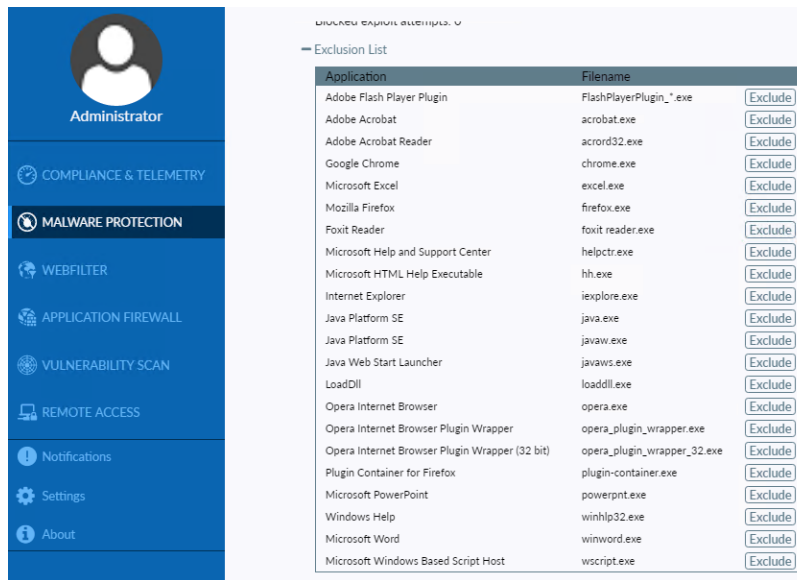 Administrator
COMPLIANCE & TELEMETRY
MALWARE PROTECTION
WEBFILTER
APPLICATION FIREWALL
VULNERABILITY SCAN
REMOTE ACCESS
Notifications
Settings
About
Blocked exploit attempts: 0
Exclusion List
Application Filename
Adobe Flash Player Plugin FlashPlayerPlugin_*.exe Exclude
Adobe Acrobat acrobat.exe Exclude
Adobe Acrobat Reader acrord32.exe Exclude
Google Chrome chrome.exe Exclude
Microsoft Excel excel.exe Exclude
Mozilla Firefox firefox.exe Exclude
Foxit Reader foxit reader.exe Exclude
Microsoft Help and Support Center helpctr.exe Exclude
Microsoft HTML Help Executable hh.exe Exclude
Internet Explorer iexplore.exe Exclude
Java Platform SE java.exe Exclude
Java Platform SE javaw.exe Exclude
Java Web Start Launcher javaws.exe Exclude
LoadDll loaddll.exe Exclude
Opera Internet Browser opera.exe Exclude
Opera Internet Browser Plugin Wrapper opera_plugin_wrapper.exe Exclude
Opera Internet Browser Plugin Wrapper (32 bit) opera_plugin_wrapper_32.exe Exclude
Plugin Container for Firefox plugin-container.exe Exclude
Microsoft PowerPoint powerpnt.exe Exclude
Windows Help winhlp32.exe Exclude
Microsoft Word winword.exe Exclude
Microsoft Windows Based Script Host wscript.exe Exclude